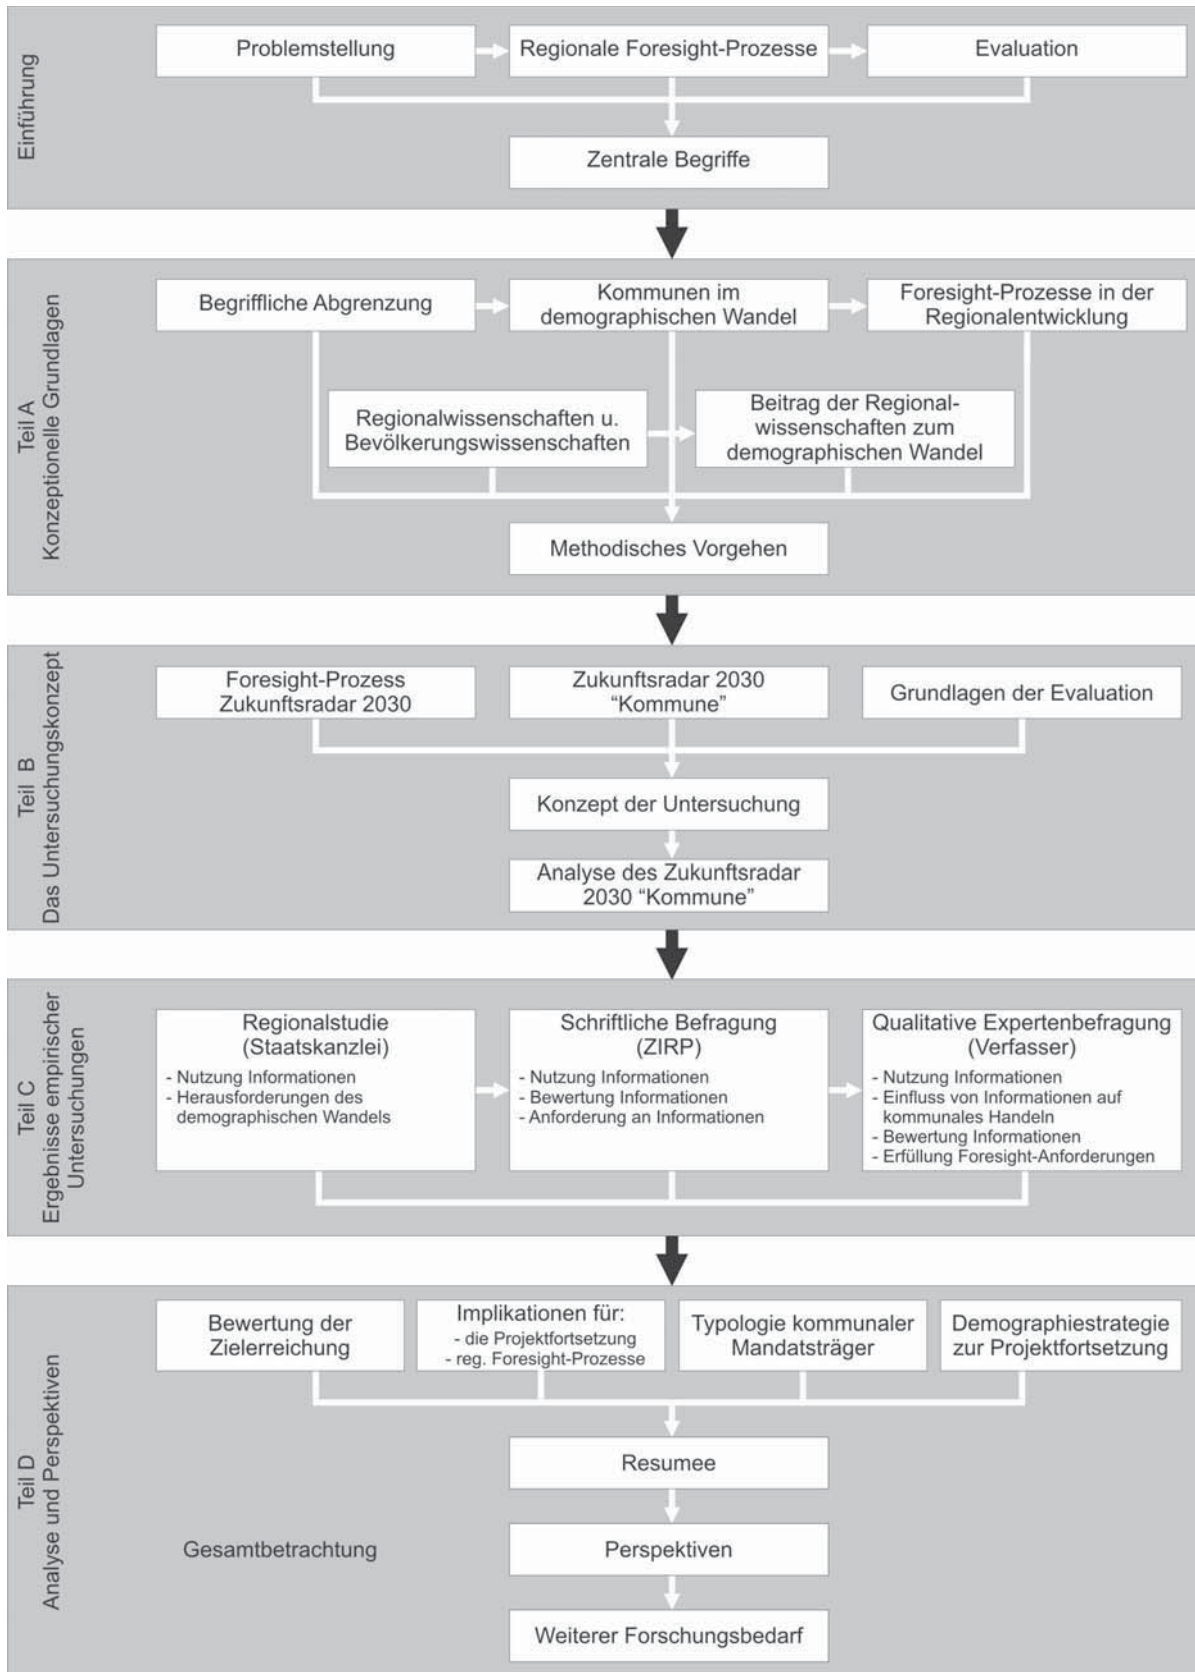 Einführung
Problemstellung
Regionale Foresight-Prozesse
Evaluation
Zentrale Begriffe
Teil A
Konzeptionelle Grundlagen
Begriffliche Abgrenzung
Kommunen im
demographischen Wandel
Foresight-Prozesse in der
Regionalentwicklung
Regionalwissenschaften u.
Bevölkerungswissenschaften
Beitrag der Regional-
wissenschaften zum
demographischen Wandel
Methodisches Vorgehen
Teil B
Das Untersuchungskonzept
Foresight-Prozess
Zukunftsradar 2030
Zukunftsradar 2030
“Kommune”
Grundlagen der Evaluation
Konzept der Untersuchung
Analyse des Zukunftsradar
2030 “Kommune”
Teil C
Ergebnisse empirischer
Untersuchungen
Regionalstudie
(Staatskanzlei)
- Nutzung Informationen
- Herausforderungen des
demographischen Wandels
Schriftliche Befragung
(ZIRP)
- Nutzung Informationen
- Bewertung Informationen
- Anforderung an Informationen
Qualitative Expertenbefragung
(Verfasser)
- Nutzung Informationen
- Einfluss von Informationen auf
kommunales Handeln
- Bewertung Informationen
- Erfüllung Foresight-Anforderungen
Teil D
Analyse und Perspektiven
Bewertung der
Zielerreichung
Implikationen für:
- die Projektfortsetzung
- reg. Foresight-Prozesse
Typologie kommunaler
Mandatsträger
Demographiestrategie
zur Projektfortsetzung
Resumee
Gesamtbetrachtung
Perspektiven
Weiterer Forschungsbedarf